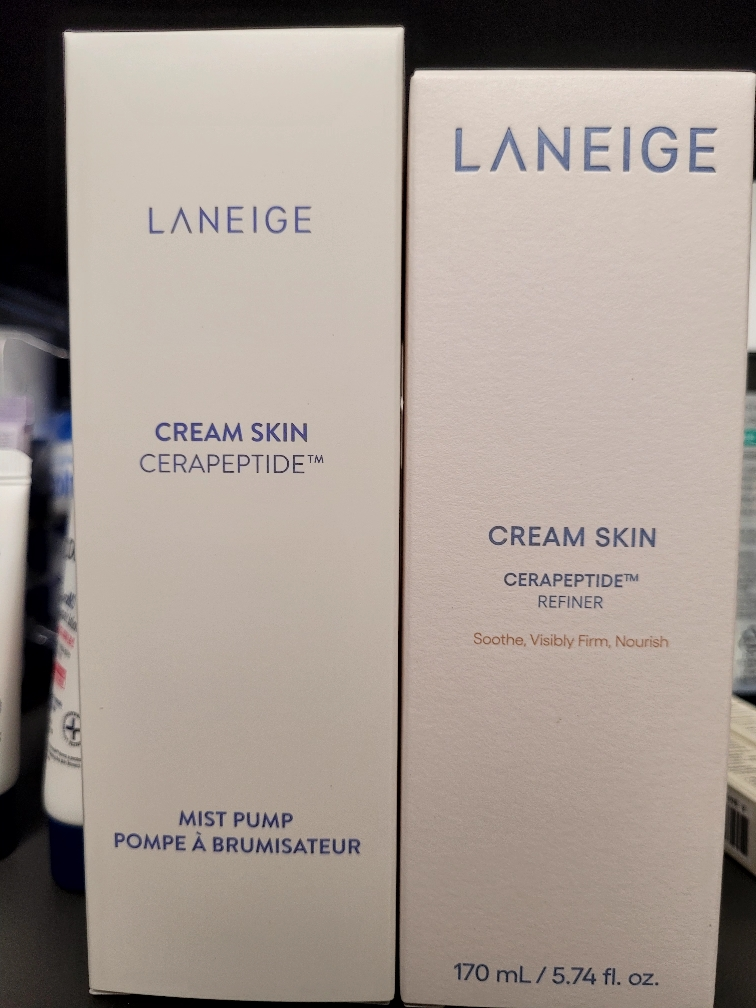 LANEIGE
CREAM SKIN
CERAPEPTIDE™
MIST PUMP
POMPE À BRUMISATEUR
LANEIGE
CREAM SKIN
CERAPEPTIDE™
REFINER
Soothe, Visibly Firm, Nourish
170 mL / 5.74 fl. oz.